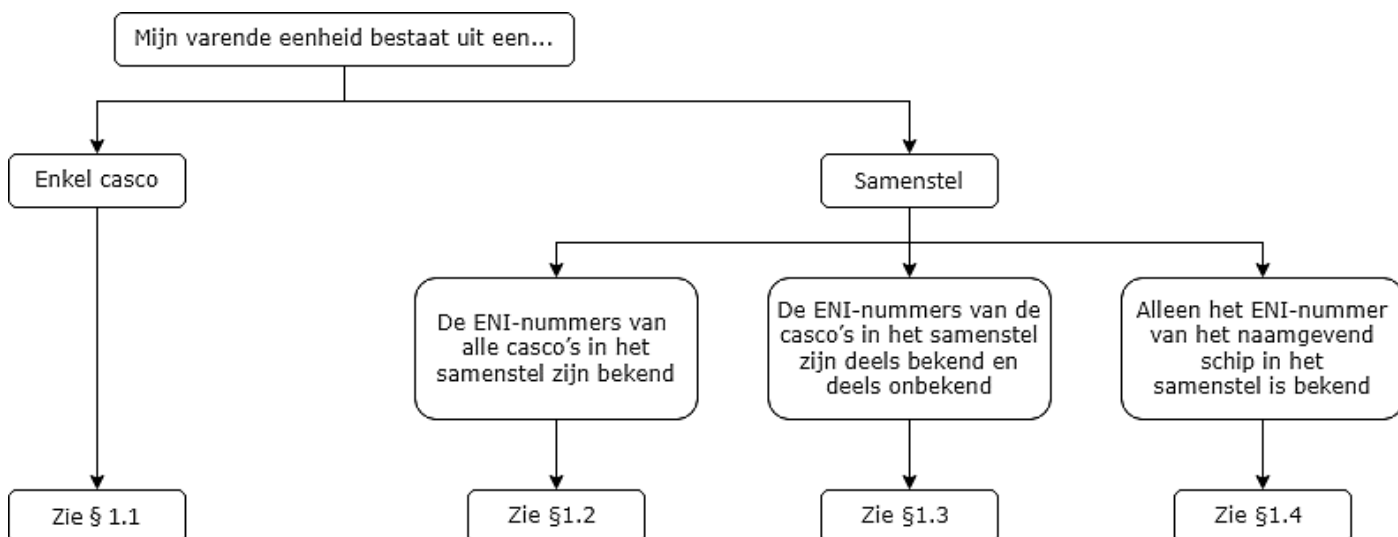 Mijn varende eenheid bestaat uit een...
Enkel casco
Samenstel
De ENI-nummers van
alle casco's in het
samenstel zijn bekend
De ENI-nummers van de
casco's in het samenstel
zijn deels bekend en
deels onbekend
Alleen het ENI-nummer
van het naamgevend
schip in het
samenstel is bekend
Zie § 1.1
Zie §1.2
Zie §1.3
Zie §1.4